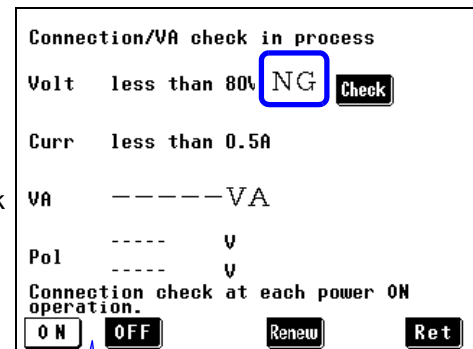 Connection/VA check in process
Volt less than 80V NG Check
Curr less than 0.5A
VA -----VA
Pol ----- V
----- V
Connection check at each power ON
operation.
ON OFF Renew Ret